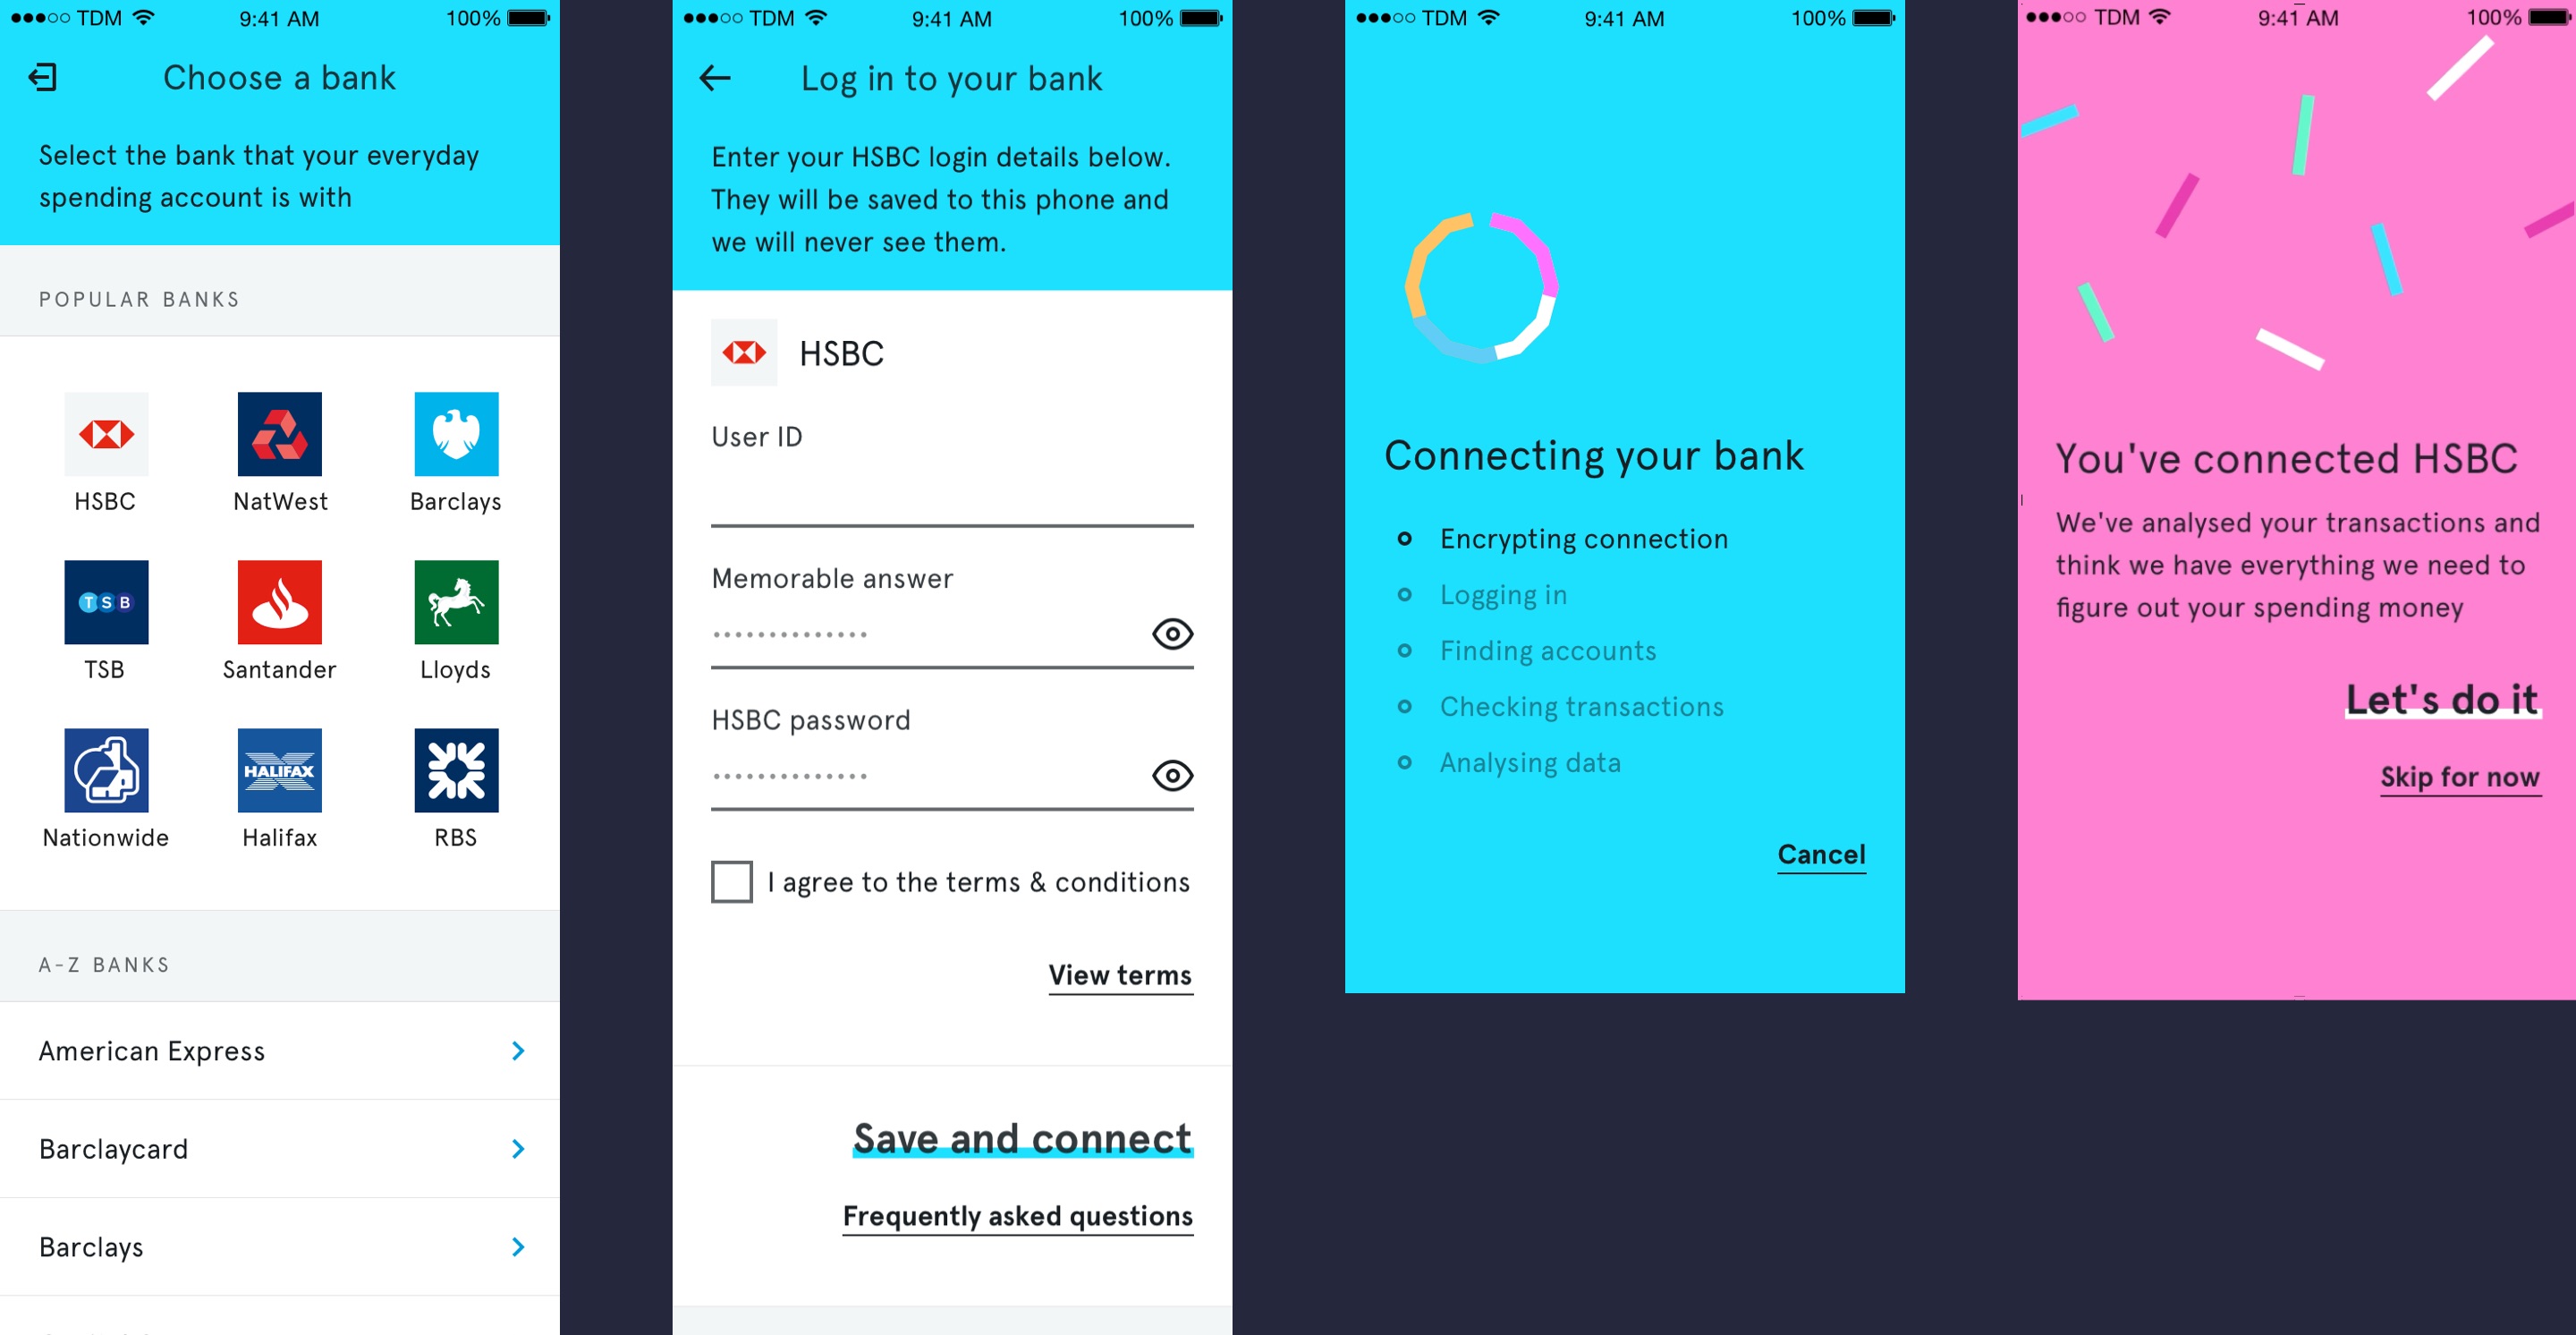 TDM 9:41 AM 100%
Choose a bank
Select the bank that your everyday
spending account is with
POPULAR BANKS
HSBC NatWest Barclays
T S B
TSB Santander Lloyds
HALIFAX
Nationwide Halifax RBS
A-Z BANKS
American Express
Barclaycard
Barclays
TDM 9:41 AM 100%
Log in to your bank
Enter your HSBC login details below.
They will be saved to this phone and
we will never see them.
HSBC
User ID
Memorable answer
HSBC password
I agree to the terms & conditions
View terms
Save and connect
Frequently asked questions
TDM 9:41 AM 100%
Connecting your bank
Encrypting connection
Logging in
Finding accounts
Checking transactions
Analysing data
Cancel
TDM 9:41 AM 100%
You've connected HSBC
We've analysed your transactions and
think we have everything we need to
figure out your spending money
Let's do it
Skip for now